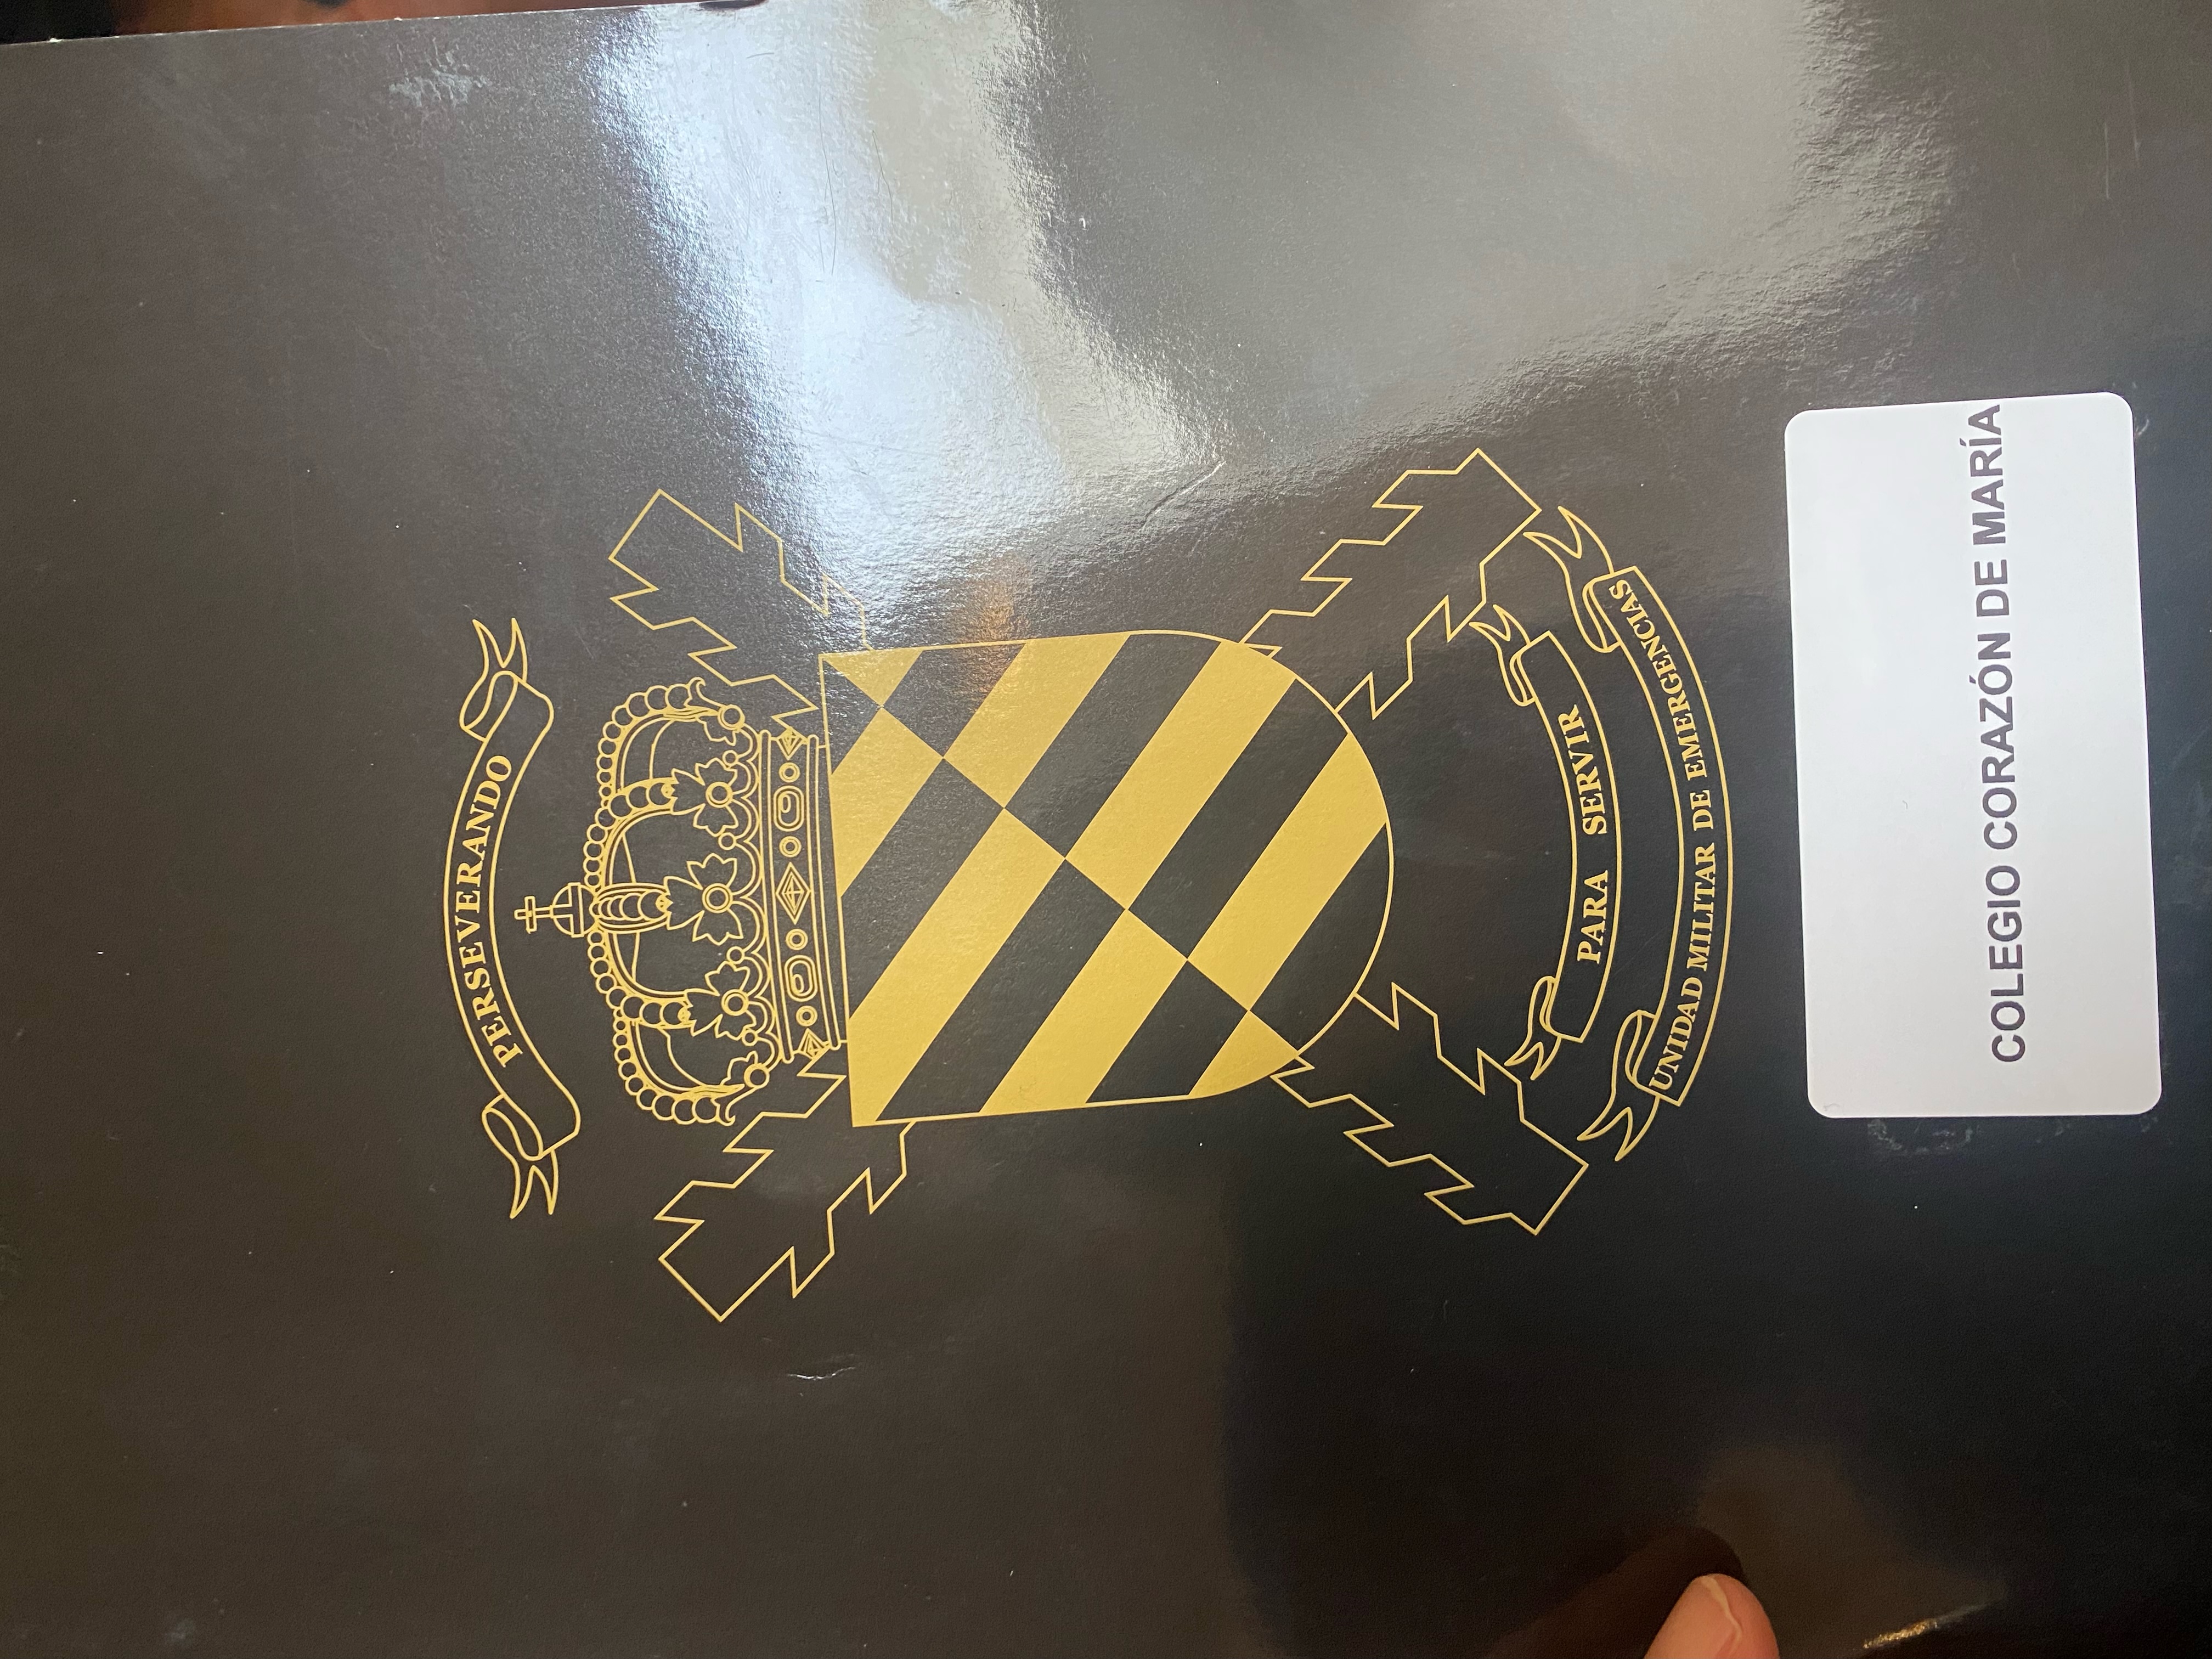 PERSEVERANDO
PARA SERVIR
UNIDAD MILITAR DE EMERGENCIAS
COLEGIO CORAZÓN DE MARÍA